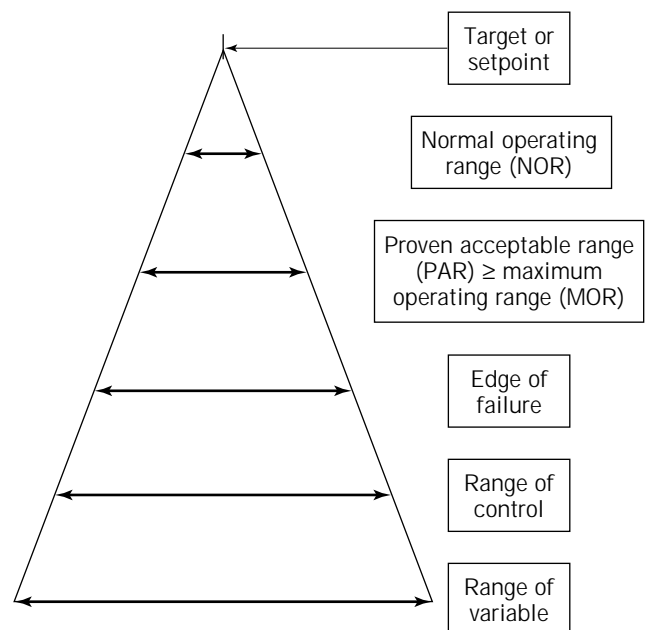 Target or
setpoint
Normal operating
range (NOR)
Proven acceptable range
(PAR) ≥ maximum
operating range (MOR)
Edge of
failure
Range of
control
Range of
variable